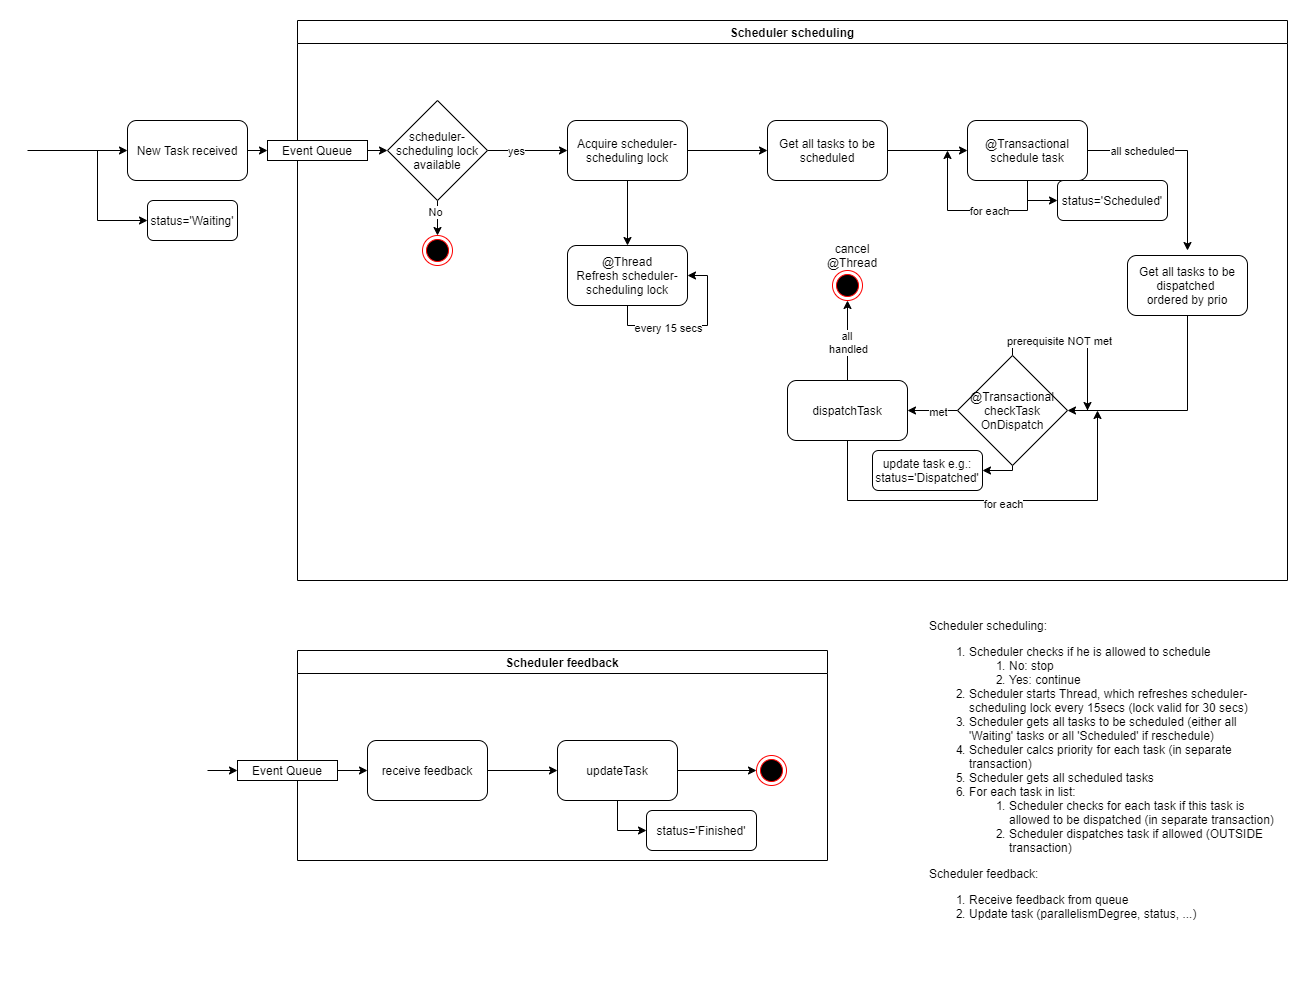 Scheduler scheduling
New Task received
status='Waiting'
Event Queue
scheduler-
scheduling lock
available
yes
No
Acquire scheduler-
scheduling lock
@Thread
Refresh scheduler-
scheduling lock
every 15 secs
Get all tasks to be
scheduled
@Transactional
schedule task
for each
status='Scheduled'
all scheduled
Get all tasks to be
dispatched
ordered by prio
prerequisite NOT met
@Transactional
checkTask
OnDispatch
met
update task e.g.:
status='Dispatched'
dispatchTask
for each
all
handled
cancel
@Thread
Scheduler feedback
Event Queue
receive feedback
updateTask
status='Finished'
Scheduler scheduling:
1. Scheduler checks if he is allowed to schedule
1. No: stop
2. Yes: continue
2. Scheduler starts Thread, which refreshes scheduler-
scheduling lock every 15secs (lock valid for 30 secs)
3. Scheduler gets all tasks to be scheduled (either all
'Waiting' tasks or all 'Scheduled' if reschedule)
4. Scheduler calcs priority for each task (in separate
transaction)
5. Scheduler gets all scheduled tasks
6. For each task in list:
1. Scheduler checks for each task if this task is
allowed to be dispatched (in separate transaction)
2. Scheduler dispatches task if allowed (OUTSIDE
transaction)
Scheduler feedback:
1. Receive feedback from queue
2. Update task (parallelismDegree, status, ...)